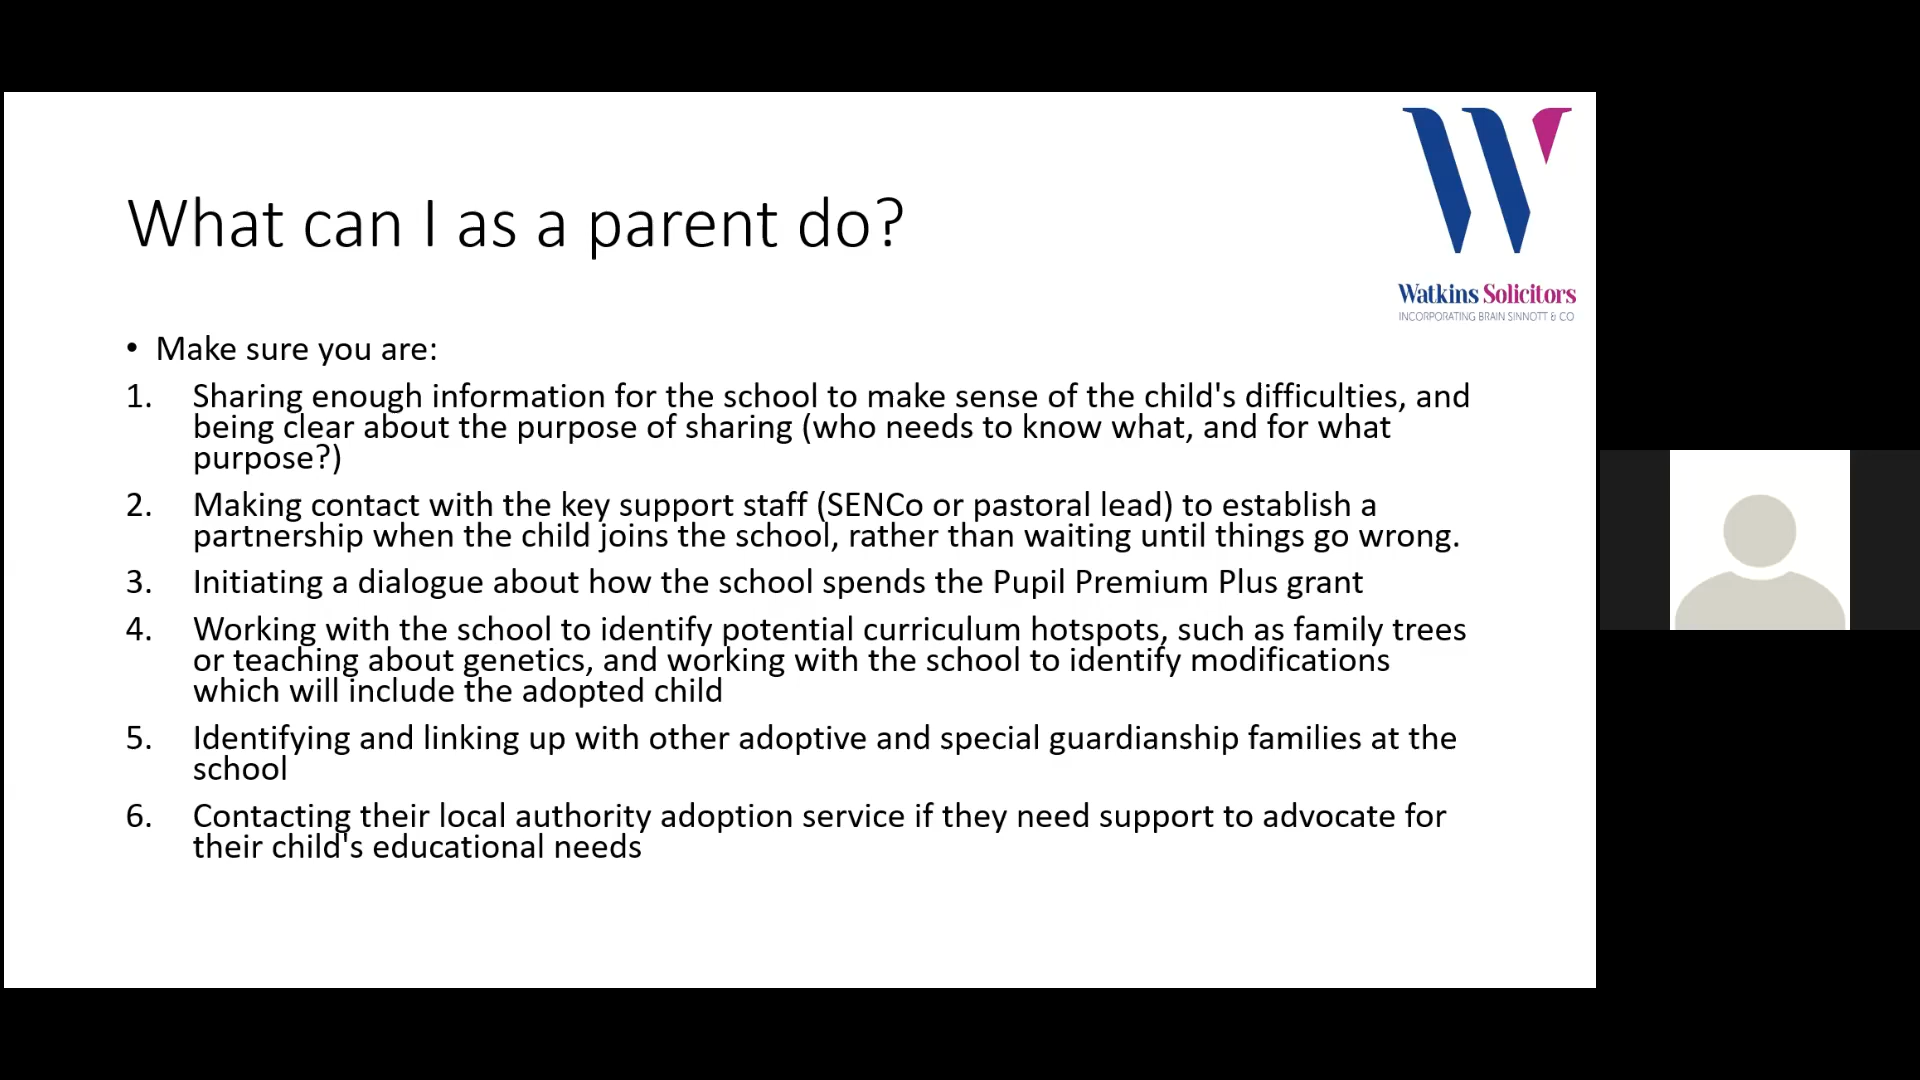 What can I as a parent do?
Watkins Solicitors
INCORPORATING BRAIN SINNOTT & CO
• Make sure you are:
1. Sharing enough information for the school to make sense of the child's difficulties, and
being clear about the purpose of sharing (who needs to know what, and for what
purpose?)
2. Making contact with the key support staff (SENCo or pastoral lead) to establish a
partnership when the child joins the school, rather than waiting until things go wrong.
3. Initiating a dialogue about how the school spends the Pupil Premium Plus grant
4. Working with the school to identify potential curriculum hotspots, such as family trees
or teaching about genetics, and working with the school to identify modifications
which will include the adopted child
5. Identifying and linking up with other adoptive and special guardianship families at the
school
6. Contacting their local authority adoption service if they need support to advocate for
their child's educational needs